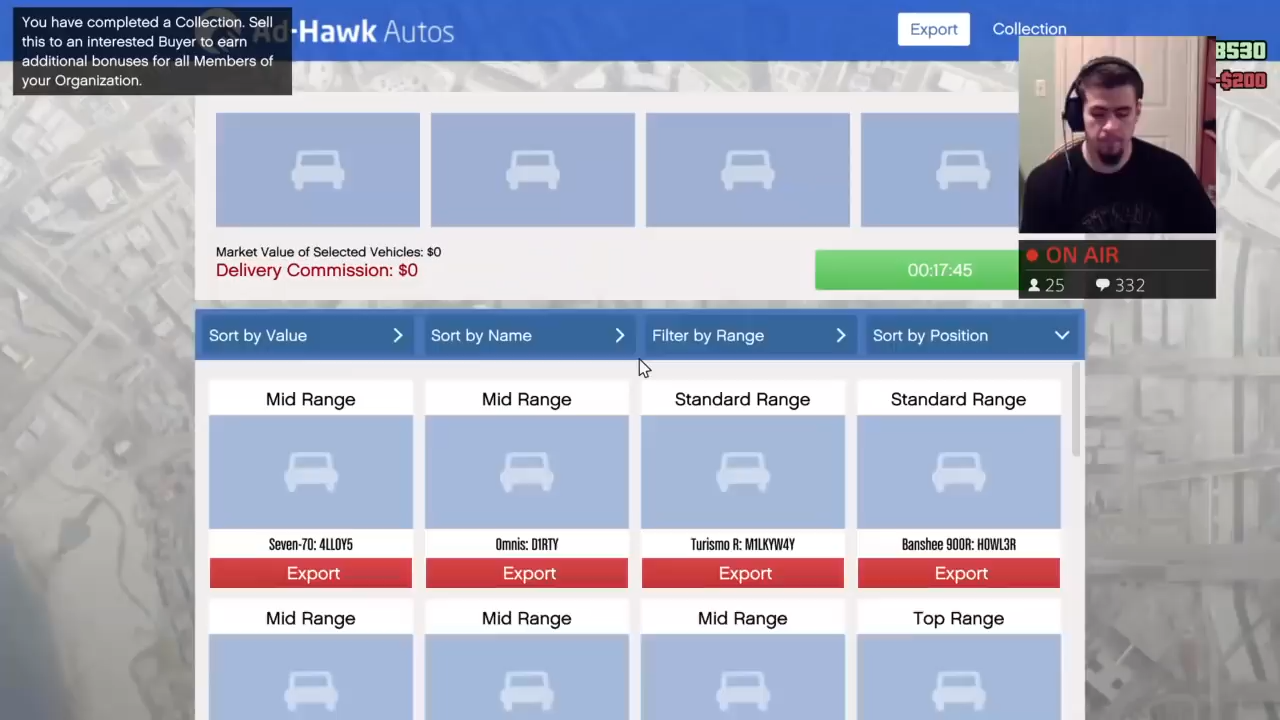 You have completed a Collection. Sell
this to an interested Buyer to earn
additional bonuses for all Members of
your Organization.
-Hawk Autos
Export
Collection
8530
-$200
Market Value of Selected Vehicles: $0
Delivery Commission: $0
00:17:45
ON AIR
25 332
Sort by Value
Sort by Name
Filter by Range
Sort by Position
Mid Range
Mid Range
Standard Range
Standard Range
Seven-70: 4LL0Y5
Omnis: D1RTY
Turismo R: M1LKYW4Y
Banshee 900R: H0WL3R
Export
Export
Export
Export
Mid Range
Mid Range
Mid Range
Top Range